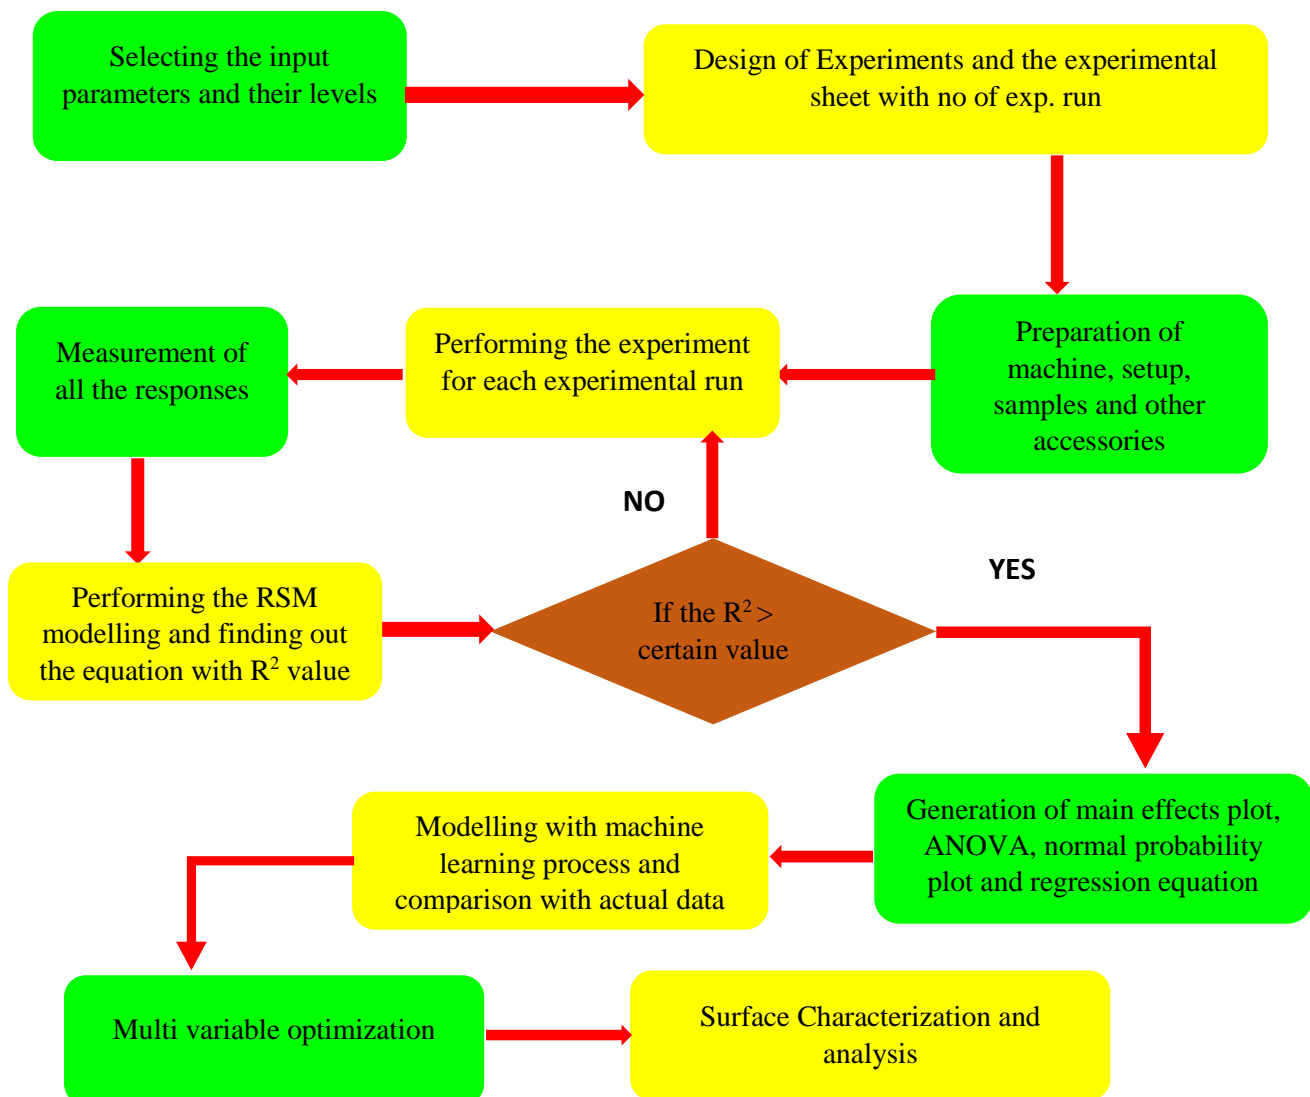 Selecting the input
parameters and their levels
Design of Experiments and the experimental
sheet with no of exp. run
Preparation of
machine, setup,
samples and other
accessories
Performing the experiment
for each experimental run
Measurement of
all the responses
Performing the RSM
modelling and finding out
the equation with R² value
If the R² >
certain value
NO
YES
Generation of main effects plot,
ANOVA, normal probability
plot and regression equation
Modelling with machine
learning process and
comparison with actual data
Multi variable optimization
Surface Characterization and
analysis